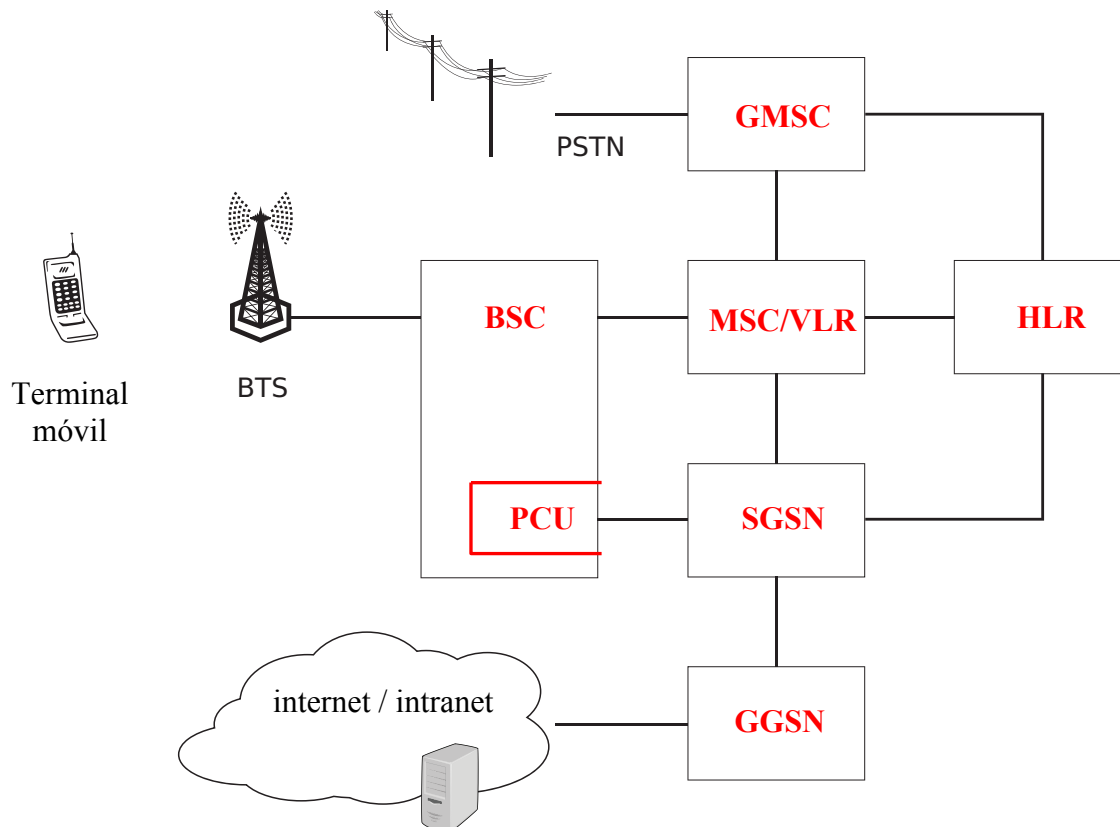 GMSC
PSTN
BSC
MSC/VLR
HLR
BTS
Terminal
móvil
PCU
SGSN
internet / intranet
GGSN